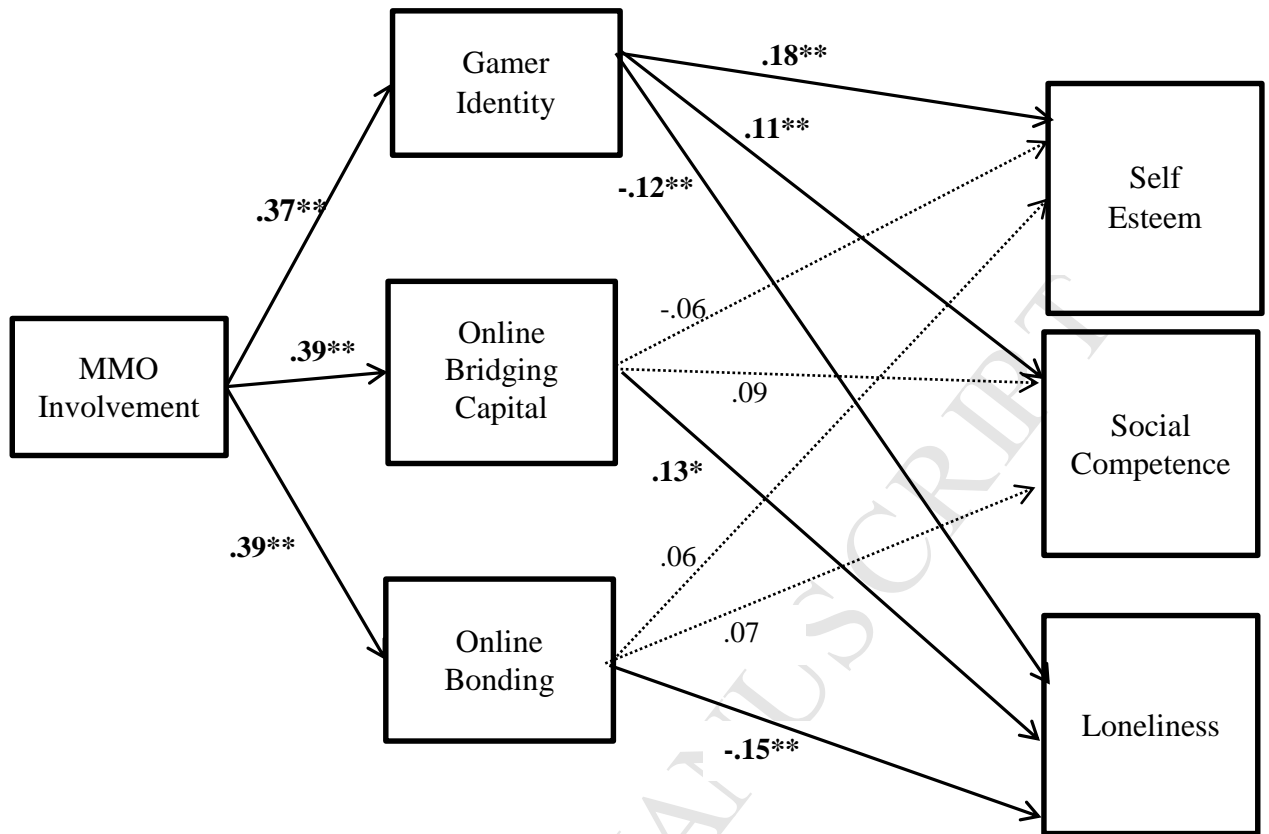 Gamer
Identity
.18**
.11**
-.12**
Self
Esteem
.37**
Online
Bridging
Capital
-.06
.39**
MMO
Involvement
.09
Social
Competence
.13*
.39**
.06
Online
Bonding
.07
Loneliness
-.15**
MANUSCRIPT